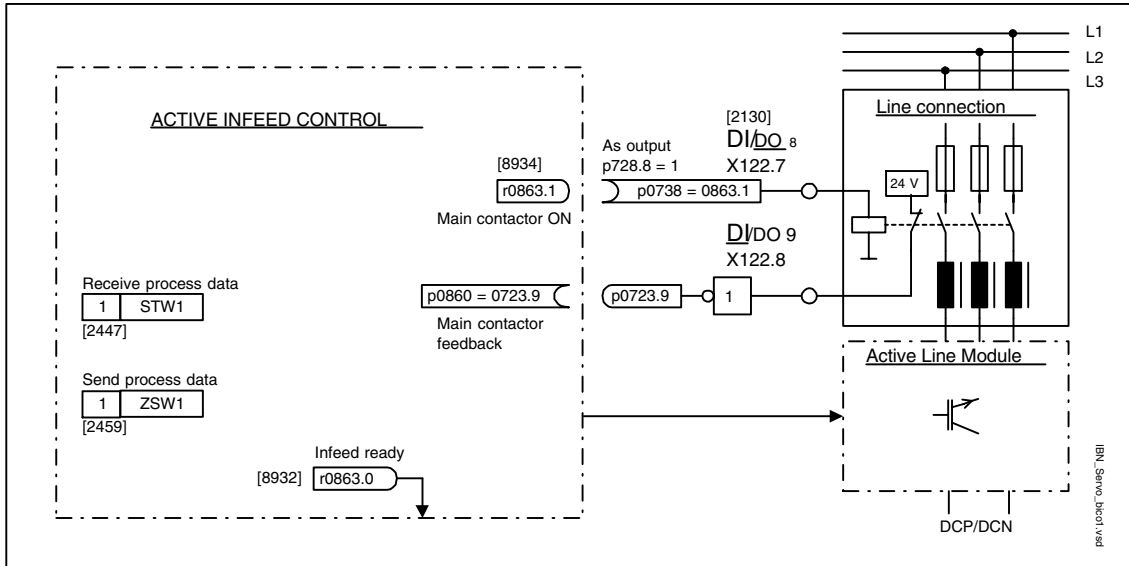 L1
L2
L3
ACTIVE INFEED CONTROL
Line connection
[2130]
DI/DO 8
X122.7
As output
p728.8 = 1
[8934]
r0863.1
p0738 = 0863.1
24 V
Main contactor ON
DI/DO 9
X122.8
Receive process data
1 STW1
[2447]
p0860 = 0723.9
p0723.9
1
Main contactor
feedback
Active Line Module
Send process data
1 ZSW1
[2459]
Infeed ready
[8932] r0863.0
DCP/DCN
IBN_Servo_bico1.vsd